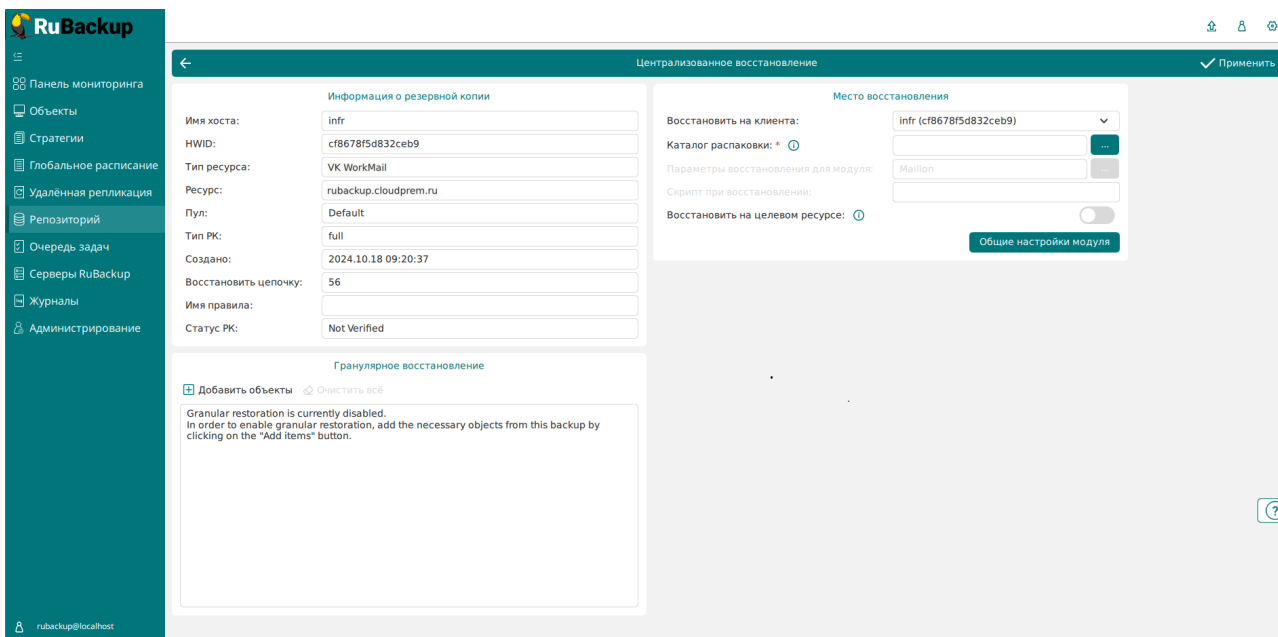 RuBackup
Панель мониторинга
Объекты
Стратегии
Глобальное расписание
Удалённая репликация
Репозиторий
Очередь задач
Серверы RuBackup
Журналы
Администрирование
rubackup@localhost
Централизованное восстановление
Применить
Информация о резервной копии
Имя хоста: infr
HWID: cf8678f5d832ceb9
Тип ресурса: VK WorkMail
Ресурс: rubackup.cloudprem.ru
Пул: Default
Тип РК: full
Создано: 2024.10.18 09:20:37
Восстановить цепочку: 56
Имя правила:
Статус РК: Not Verified
Гранулярное восстановление
Добавить объекты Очистить всё
Granular restoration is currently disabled.
In order to enable granular restoration, add the necessary objects from this backup by
clicking on the "Add items" button.
Место восстановления
Восстановить на клиента: infr (cf8678f5d832ceb9)
Каталог распаковки: * ...
Параметры восстановления для модуля: Mailion ...
Скрипт при восстановлении:
Восстановить на целевом ресурсе:
Общие настройки модуля
?